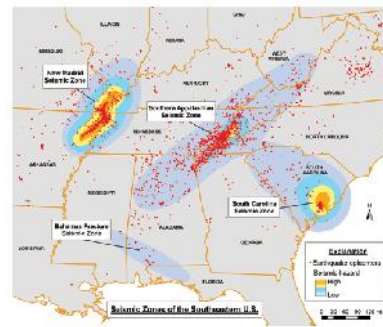 ILLINOIS
OHIO
INDIANA
MISSOURI
WEST
VIRGINIA
New Madrid
Seismic Zone
KENTUCKY
VIRGINIA
Southern Appalachian
Seismic Zone
TENNESSEE
NORTH CAROLINA
ARKANSAS
SOUTH
CAROLINA
MISSISSIPPI
South Carolina
Seismic Zone
Bahamas Fracture
Seismic Zone
ALABAMA
GEORGIA
LOUISIANA
Explanation
Earthquake epicenters
Seismic hazard
High
Low
FLORIDA
Seismic Zones of the Southeastern U.S.